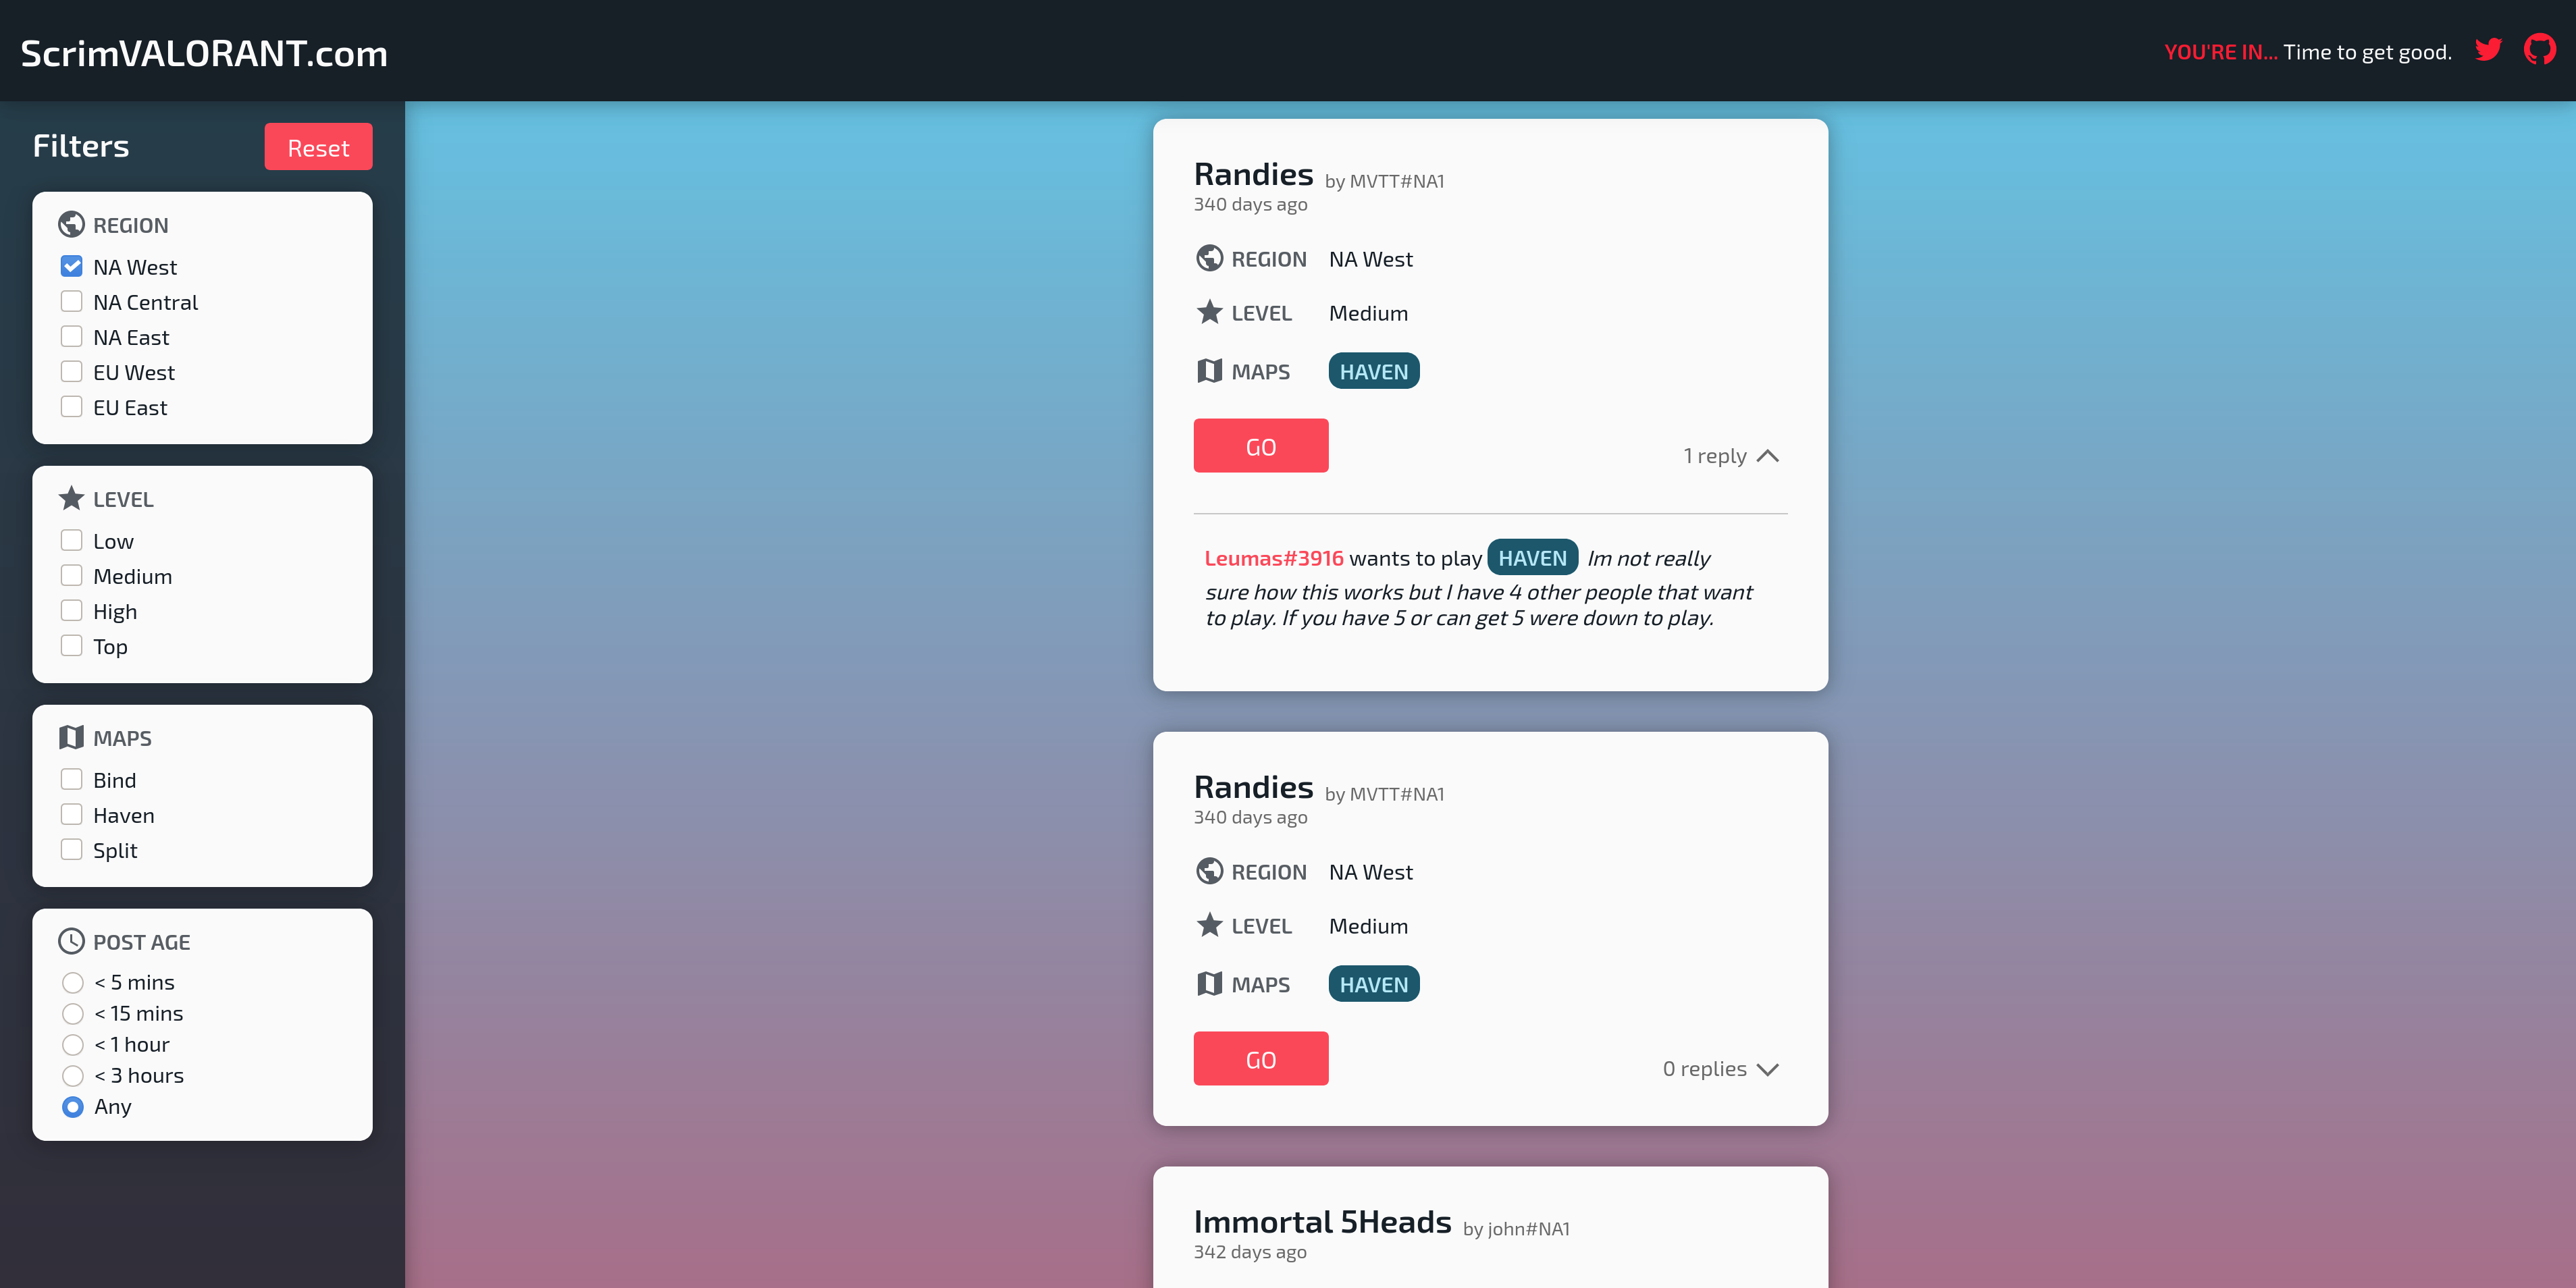 ScrimVALORANT.com
YOU'RE IN... Time to get good.
Filters
Reset
REGION
NA West
NA Central
NA East
EU West
EU East
LEVEL
Low
Medium
High
Top
MAPS
Bind
Haven
Split
POST AGE
< 5 mins
< 15 mins
< 1 hour
< 3 hours
Any
Randies by MVTT#NA1
340 days ago
REGION NA West
LEVEL Medium
MAPS HAVEN
GO
1 reply
Leumas#3916 wants to play HAVEN Im not really
sure how this works but I have 4 other people that want
to play. If you have 5 or can get 5 were down to play.
Randies by MVTT#NA1
340 days ago
REGION NA West
LEVEL Medium
MAPS HAVEN
GO
0 replies
Immortal 5Heads by john#NA1
342 days ago